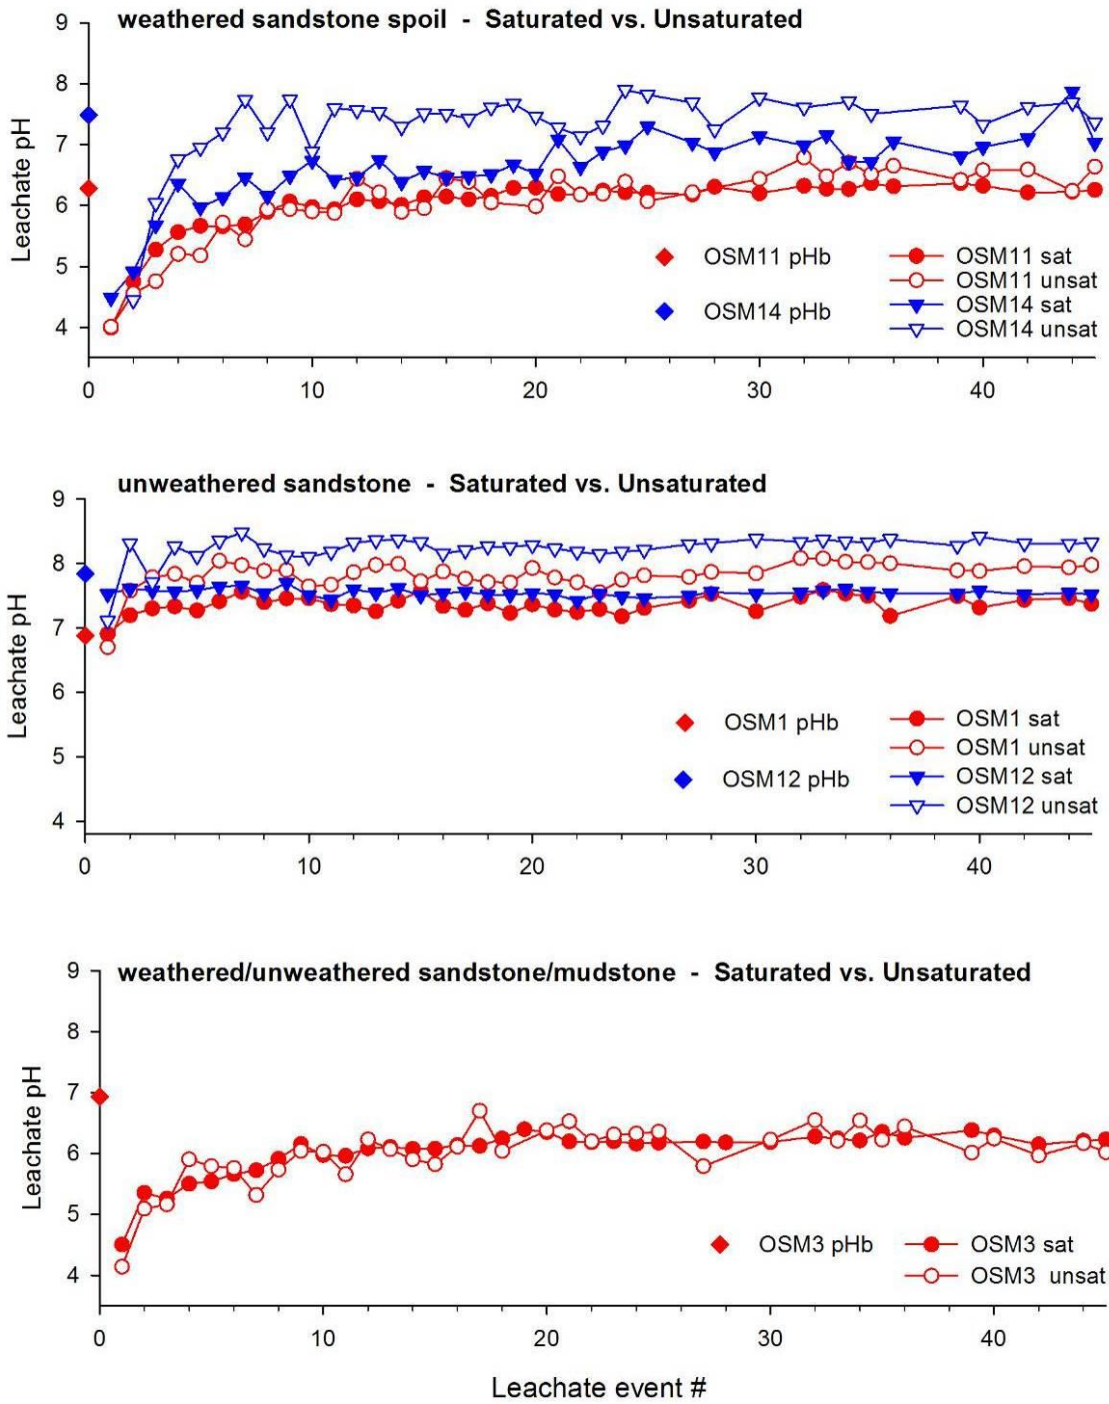 weathered sandstone spoil - Saturated vs. Unsaturated
9
8
7
6
5
4
Leachate pH
OSM11 pHb
OSM14 pHb
OSM11 sat
OSM11 unsat
OSM14 sat
OSM14 unsat
0 10 20 30 40
unweathered sandstone - Saturated vs. Unsaturated
9
8
7
6
5
4
Leachate pH
OSM1 pHb
OSM12 pHb
OSM1 sat
OSM1 unsat
OSM12 sat
OSM12 unsat
0 10 20 30 40
weathered/unweathered sandstone/mudstone - Saturated vs. Unsaturated
9
8
7
6
5
4
Leachate pH
OSM3 pHb
OSM3 sat
OSM3 unsat
0 10 20 30 40
Leachate event #